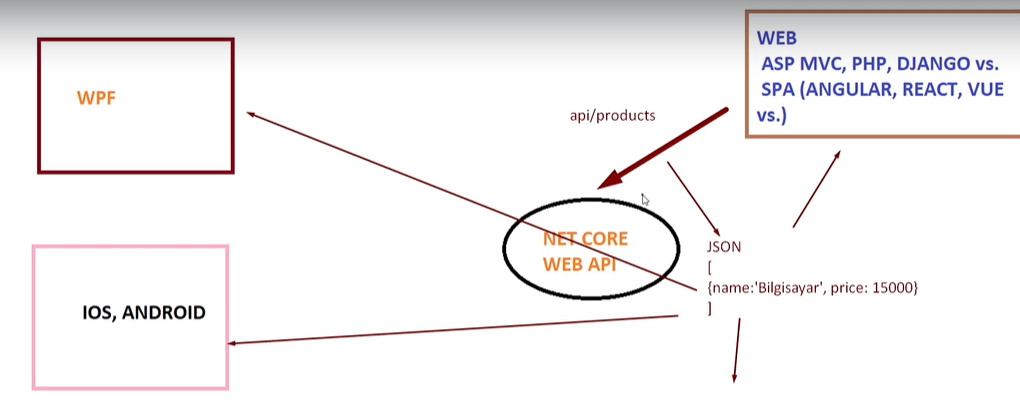 WEB
ASP MVC, PHP, DJANGO vs.
SPA (ANGULAR, REACT, VUE
vs.)
WPF
api/products
NET CORE
WEB API
JSON
[
{name:'Bilgisayar', price: 15000}
]
IOS, ANDROID